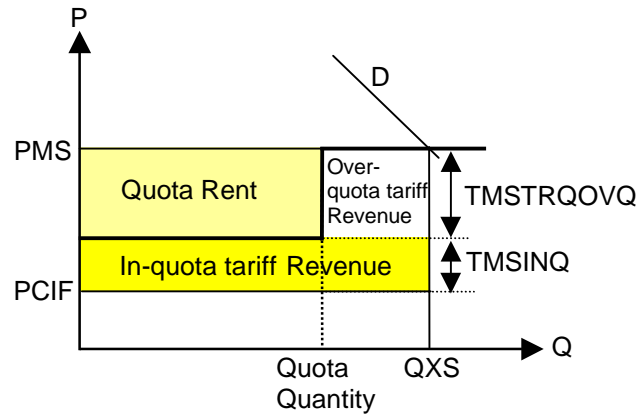 P
D
PMS
Quota Rent
Over-
quota tariff
Revenue
TMSTRQOVQ
In-quota tariff Revenue
TMSINQ
PCIF
Q
Quota
Quantity
QXS